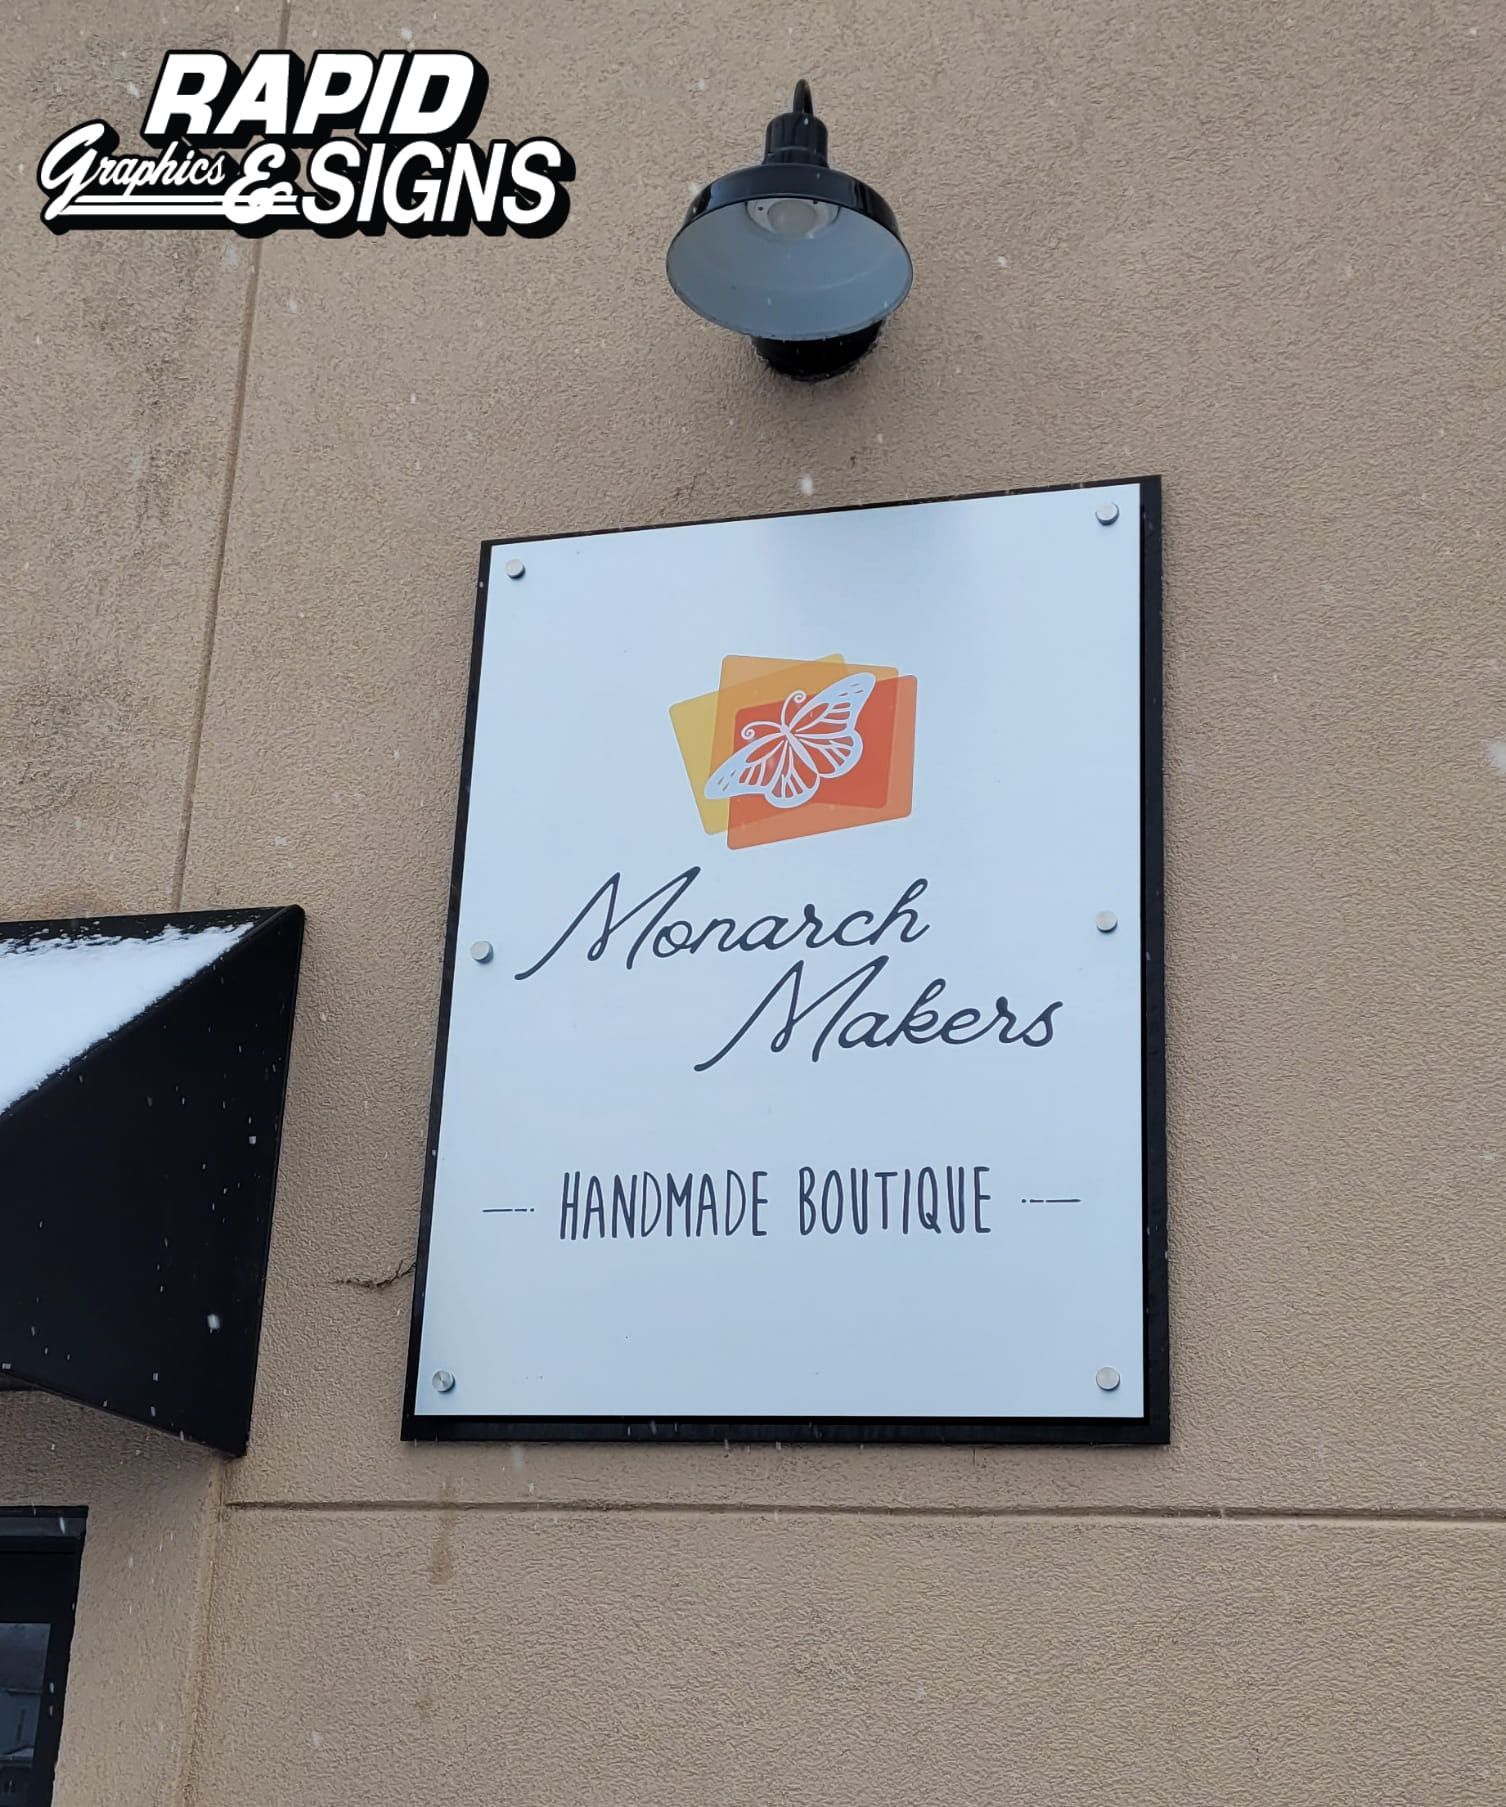 RAPID
Graphics & SIGNS
Monarch
Makers
HANDMADE BOUTIQUE